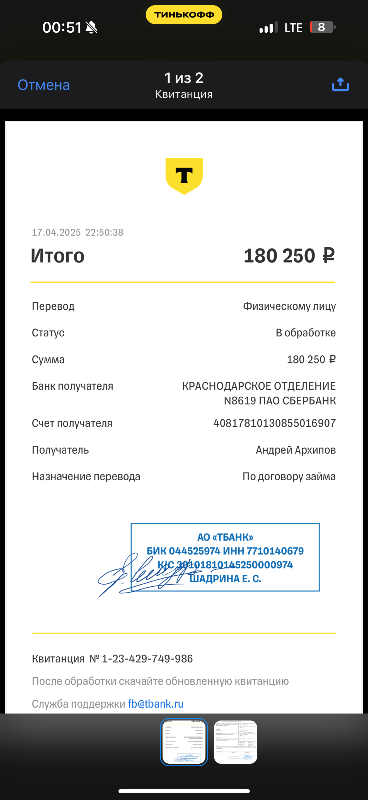 ТИНЬКОФФ
00:51
LTE
8
Отмена
1 из 2
Квитанция
Т
17.04.2025 22:50:38
Итого 180 250 ₽
Перевод Физическому лицу
Статус В обработке
Сумма 180 250 ₽
Банк получателя КРАСНОДАРСКОЕ ОТДЕЛЕНИЕ
N8619 ПАО СБЕРБАНК
Счет получателя 40817810130855016907
Получатель Андрей Архипов
Назначение перевода По договору займа
АО «ТБАНК»
БИК 044525974 ИНН 7710140679
К/С 30101810145250000974
ШАДРИНА Е. С.
Квитанция № 1-23-429-749-986
После обработки скачайте обновленную квитанцию
Служба поддержки fb@tbank.ru